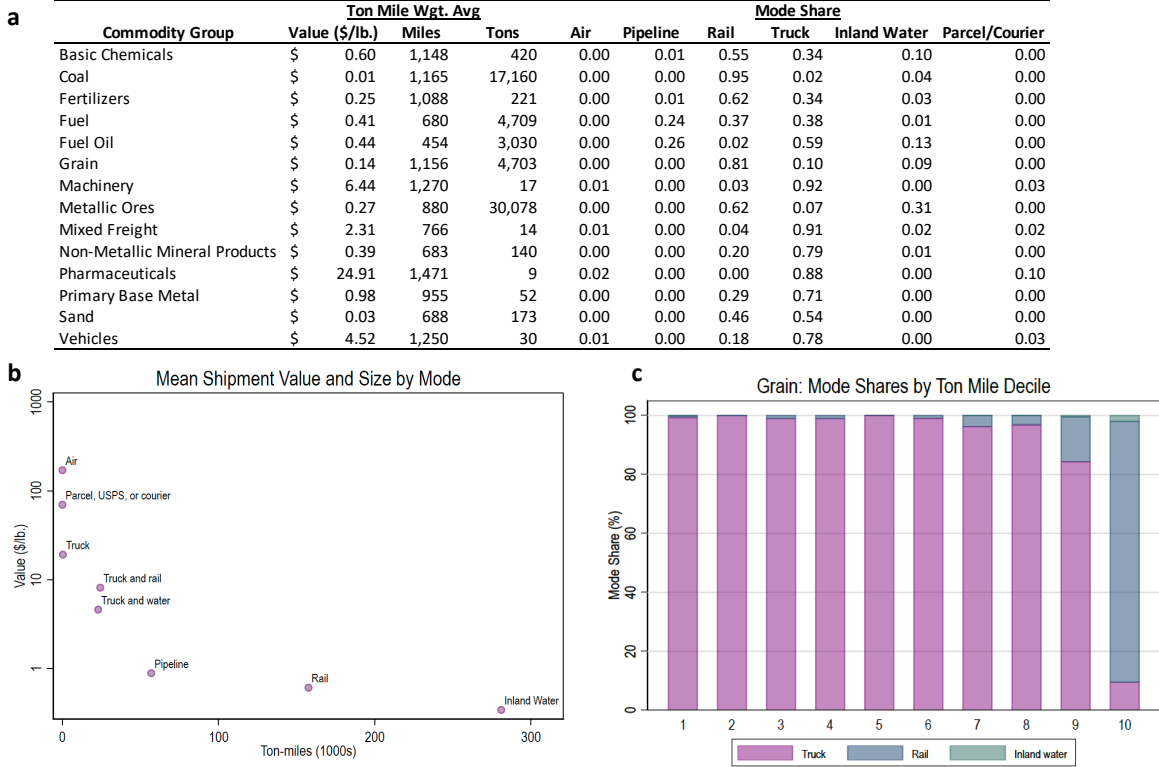 a
Ton Mile Wgt. Avg Mode Share
Commodity Group Value ($/lb.) Miles Tons Air Pipeline Rail Truck Inland Water Parcel/Courier
Basic Chemicals $ 0.60 1,148 420 0.00 0.01 0.55 0.34 0.10 0.00
Coal $ 0.01 1,165 17,160 0.00 0.00 0.95 0.02 0.04 0.00
Fertilizers $ 0.25 1,088 221 0.00 0.01 0.62 0.34 0.03 0.00
Fuel $ 0.41 680 4,709 0.00 0.24 0.37 0.38 0.01 0.00
Fuel Oil $ 0.44 454 3,030 0.00 0.26 0.02 0.59 0.13 0.00
Grain $ 0.14 1,156 4,703 0.00 0.00 0.81 0.10 0.09 0.00
Machinery $ 6.44 1,270 17 0.01 0.00 0.03 0.92 0.00 0.03
Metallic Ores $ 0.27 880 30,078 0.00 0.00 0.62 0.07 0.31 0.00
Mixed Freight $ 2.31 766 14 0.01 0.00 0.04 0.91 0.02 0.02
Non-Metallic Mineral Products $ 0.39 683 140 0.00 0.00 0.20 0.79 0.01 0.00
Pharmaceuticals $ 24.91 1,471 9 0.02 0.00 0.00 0.88 0.00 0.10
Primary Base Metal $ 0.98 955 52 0.00 0.00 0.29 0.71 0.00 0.00
Sand $ 0.03 688 173 0.00 0.00 0.46 0.54 0.00 0.00
Vehicles $ 4.52 1,250 30 0.01 0.00 0.18 0.78 0.00 0.03
b
Mean Shipment Value and Size by Mode
Value ($/lb.)
1000
100
10
1
Air
Parcel, USPS, or courier
Truck
Truck and rail
Truck and water
Pipeline
Rail
Inland Water
0 100 200 300
Ton-miles (1000s)
c
Grain: Mode Shares by Ton Mile Decile
Mode Share (%)
100
80
60
40
20
0
1 2 3 4 5 6 7 8 9 10
Truck Rail Inland water